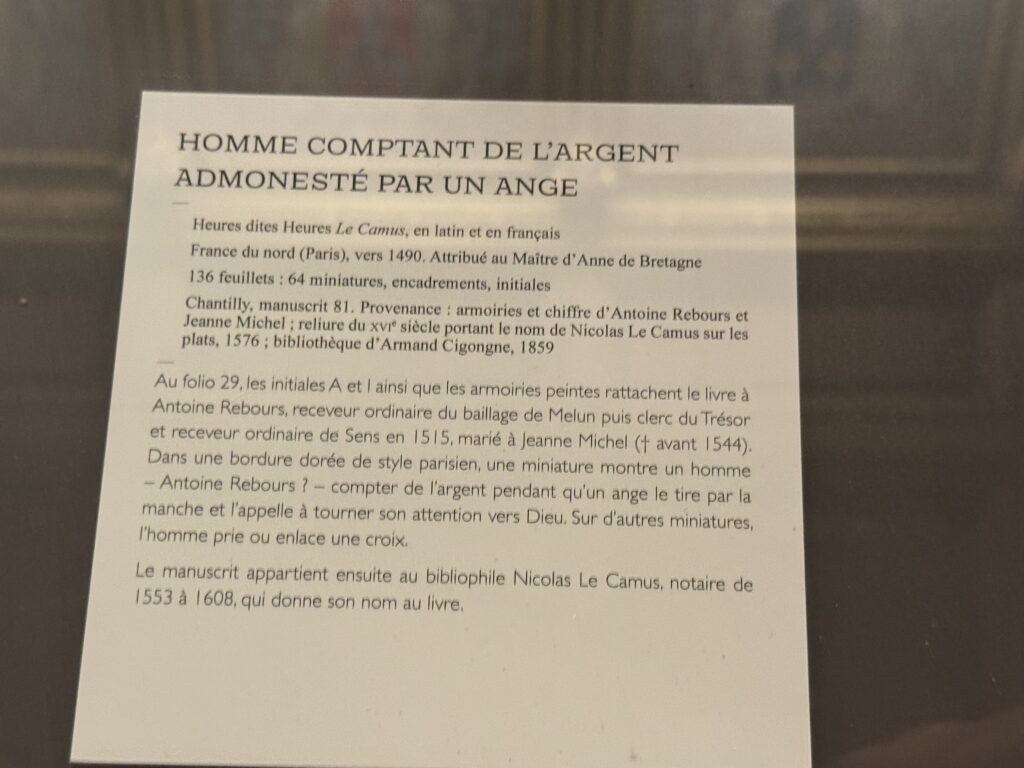 HOMME COMPTANT DE L'ARGENT
ADMONESTÉ PAR UN ANGE
Heures dites Heures Le Camus, en latin et en français
France du nord (Paris), vers 1490. Attribué au Maître d'Anne de Bretagne
136 feuillets : 64 miniatures, encadrements, initiales
Chantilly, manuscrit 81. Provenance : armoiries et chiffre d'Antoine Rebours et
Jeanne Michel ; reliure du XVIe siècle portant le nom de Nicolas Le Camus sur les
plats, 1576 ; bibliothèque d'Armand Cigongne, 1859
Au folio 29, les initiales A et I ainsi que les armoiries peintes rattachent le livre à
Antoine Rebours, receveur ordinaire du baillage de Melun puis clerc du Trésor
et receveur ordinaire de Sens en 1515, marié à Jeanne Michel († avant 1544).
Dans une bordure dorée de style parisien, une miniature montre un homme
– Antoine Rebours ? – compter de l'argent pendant qu'un ange le tire par la
manche et l'appelle à tourner son attention vers Dieu. Sur d'autres miniatures,
l'homme prie ou enlace une croix.
Le manuscrit appartient ensuite au bibliophile Nicolas Le Camus, notaire de
1553 à 1608, qui donne son nom au livre.